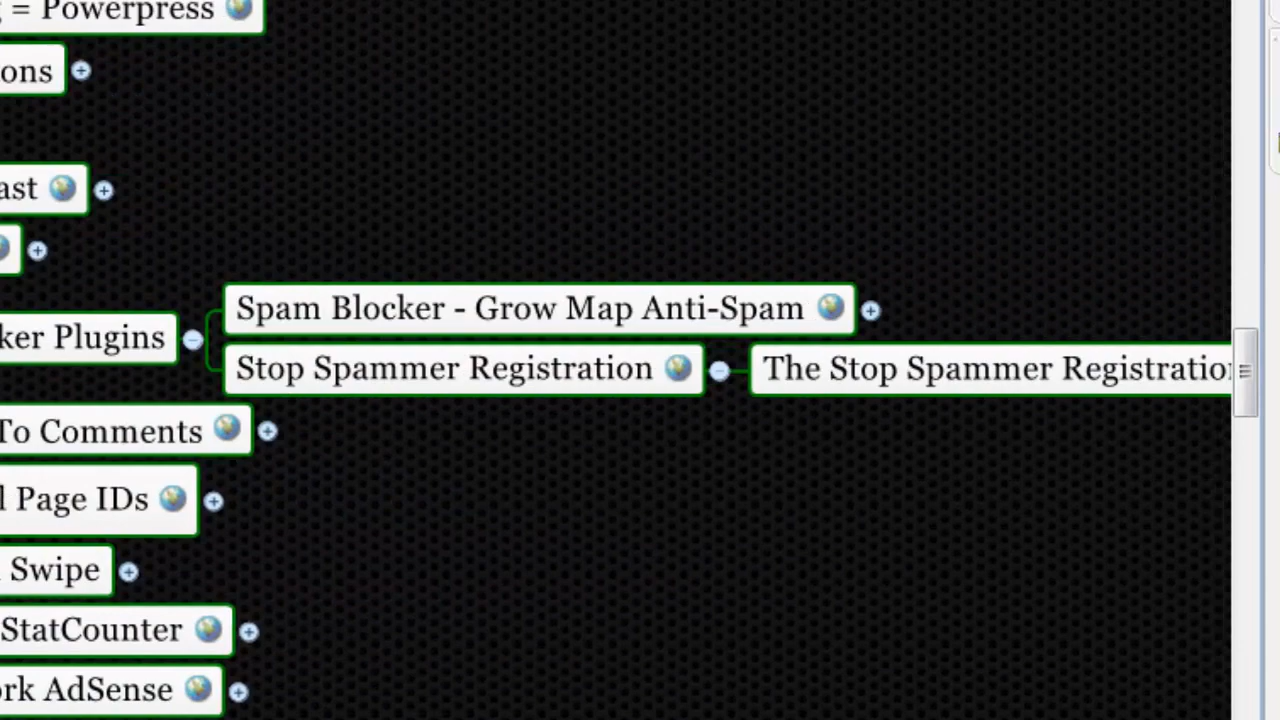 = Powerpress
ons
ast
Spam Blocker - Grow Map Anti-Spam
ker Plugins
Stop Spammer Registration
The Stop Spammer Registration
To Comments
l Page IDs
Swipe
StatCounter
ork AdSense